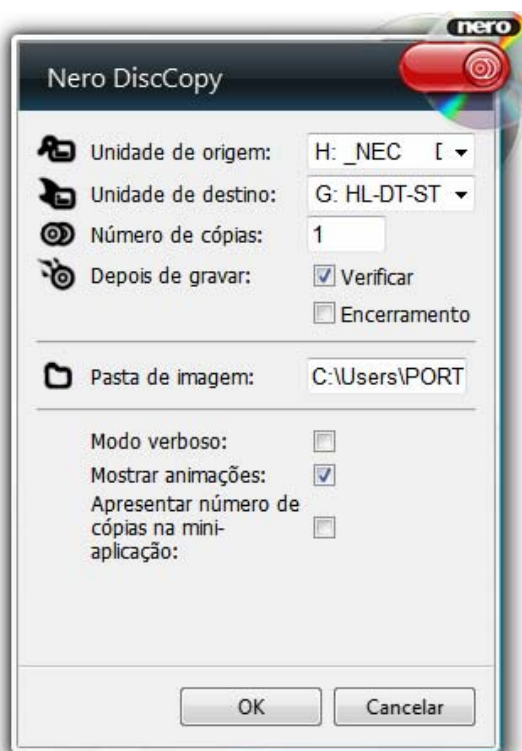 nero
Nero DiscCopy
Unidade de origem: H: _NEC D
Unidade de destino: G: HL-DT-ST
Número de cópias: 1
Depois de gravar: Verificar
Encerramento
Pasta de imagem: C:\Users\PORT
Modo verboso:
Mostrar animações:
Apresentar número de
cópias na mini-
aplicação:
OK Cancelar